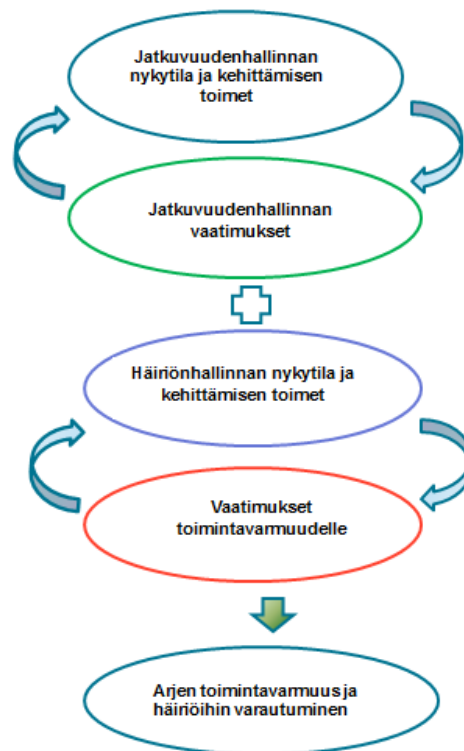 Jatkuvuudenhallinnan
nykytila ja kehittämisen
toimet
Jatkuvuudenhallinnan
vaatimukset
Häiriönhallinnan nykytila ja
kehittämisen toimet
Vaatimukset
toimintavarmuudelle
Arjen toimintavarmuus ja
häiriöihin varautuminen